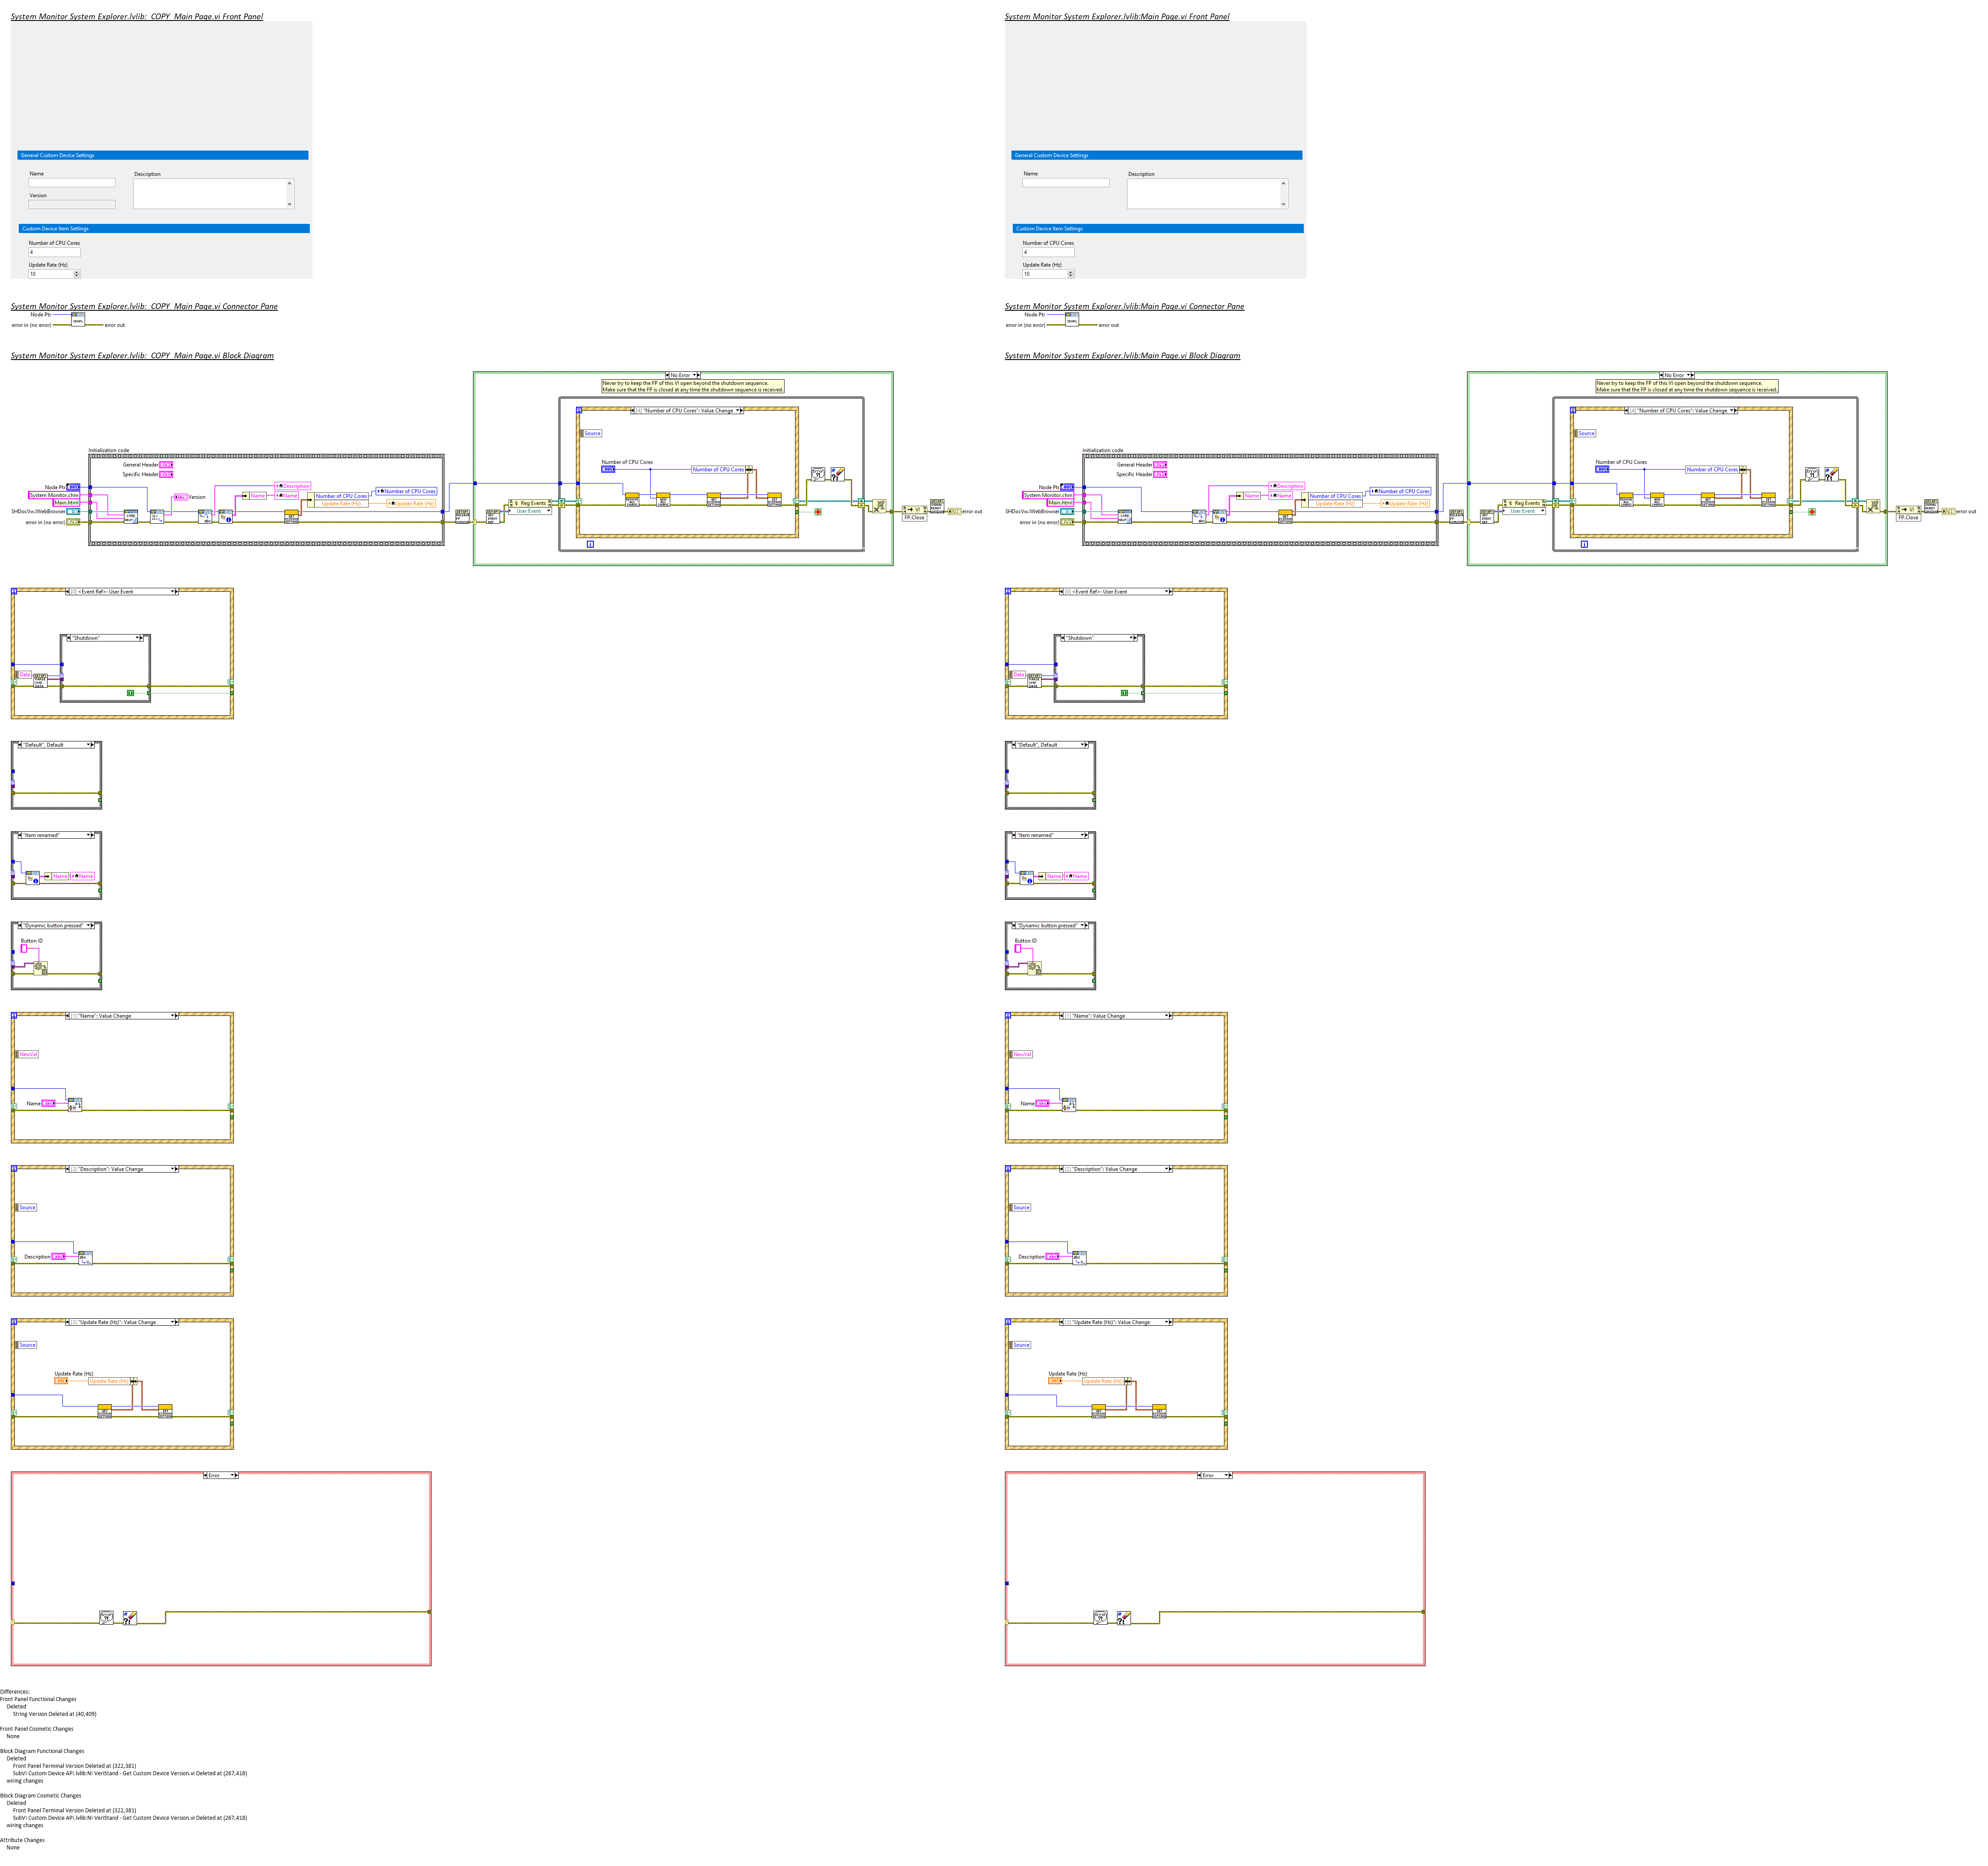 System Monitor System Explorer.lvlib:_COPY_Main Page.vi Front Panel
General Custom Device Settings
Name
Description
Version
Custom Device Item Settings
Number of CPU Cores
4
Update Rate (Hz)
10
System Monitor System Explorer.lvlib:_COPY_Main Page.vi Connector Pane
Node Ptr
error in (no error)
error out
System Monitor System Explorer.lvlib:_COPY_Main Page.vi Block Diagram
No Error
Never try to keep the FP of this VI open beyond the shutdown sequence.
Make sure that the FP is closed at any time the shutdown sequence is received.
[4] "Number of CPU Cores": Value Change
Source
Number of CPU Cores
Number of CPU Cores
Initialization code
General Header
Specific Header
Node Ptr
System Monitor.chm
Main.html
SHDocVw.IWebBrowser
error in (no error)
Version
Description
Name
Name
Number of CPU Cores
Update Rate (Hz)
Number of CPU Cores
Update Rate (Hz)
Reg Events
User Event
VI
FP.Close
error out
[0] <Event Ref>: User Event
"Shutdown"
Data
"Default", Default
"Item renamed"
Name
Name
"Dynamic button pressed"
Button ID
[1] "Name": Value Change
NewVal
Name
[2] "Description": Value Change
Source
Description
[3] "Update Rate (Hz)": Value Change
Source
Update Rate (Hz)
Update Rate (Hz)
Error
Differences:
Front Panel Functional Changes
Deleted
String Version Deleted at (40,409)
Front Panel Cosmetic Changes
None
Block Diagram Functional Changes
Deleted
Front Panel Terminal Version Deleted at (322,381)
SubVI Custom Device API.lvlib:NI VeriStand - Get Custom Device Version.vi Deleted at (267,418)
wiring changes
Block Diagram Cosmetic Changes
Deleted
Front Panel Terminal Version Deleted at (322,381)
SubVI Custom Device API.lvlib:NI VeriStand - Get Custom Device Version.vi Deleted at (267,418)
wiring changes
Attribute Changes
None
System Monitor System Explorer.lvlib:Main Page.vi Front Panel
General Custom Device Settings
Name
Description
Custom Device Item Settings
Number of CPU Cores
4
Update Rate (Hz)
10
System Monitor System Explorer.lvlib:Main Page.vi Connector Pane
Node Ptr
error in (no error)
error out
System Monitor System Explorer.lvlib:Main Page.vi Block Diagram
No Error
Never try to keep the FP of this VI open beyond the shutdown sequence.
Make sure that the FP is closed at any time the shutdown sequence is received.
[4] "Number of CPU Cores": Value Change
Source
Number of CPU Cores
Number of CPU Cores
Initialization code
General Header
Specific Header
Node Ptr
System Monitor.chm
Main.html
SHDocVw.IWebBrowser
error in (no error)
Description
Name
Name
Number of CPU Cores
Update Rate (Hz)
Number of CPU Cores
Update Rate (Hz)
Reg Events
User Event
VI
FP.Close
error out
[0] <Event Ref>: User Event
"Shutdown"
Data
"Default", Default
"Item renamed"
Name
Name
"Dynamic button pressed"
Button ID
[1] "Name": Value Change
NewVal
Name
[2] "Description": Value Change
Source
Description
[3] "Update Rate (Hz)": Value Change
Source
Update Rate (Hz)
Update Rate (Hz)
Error